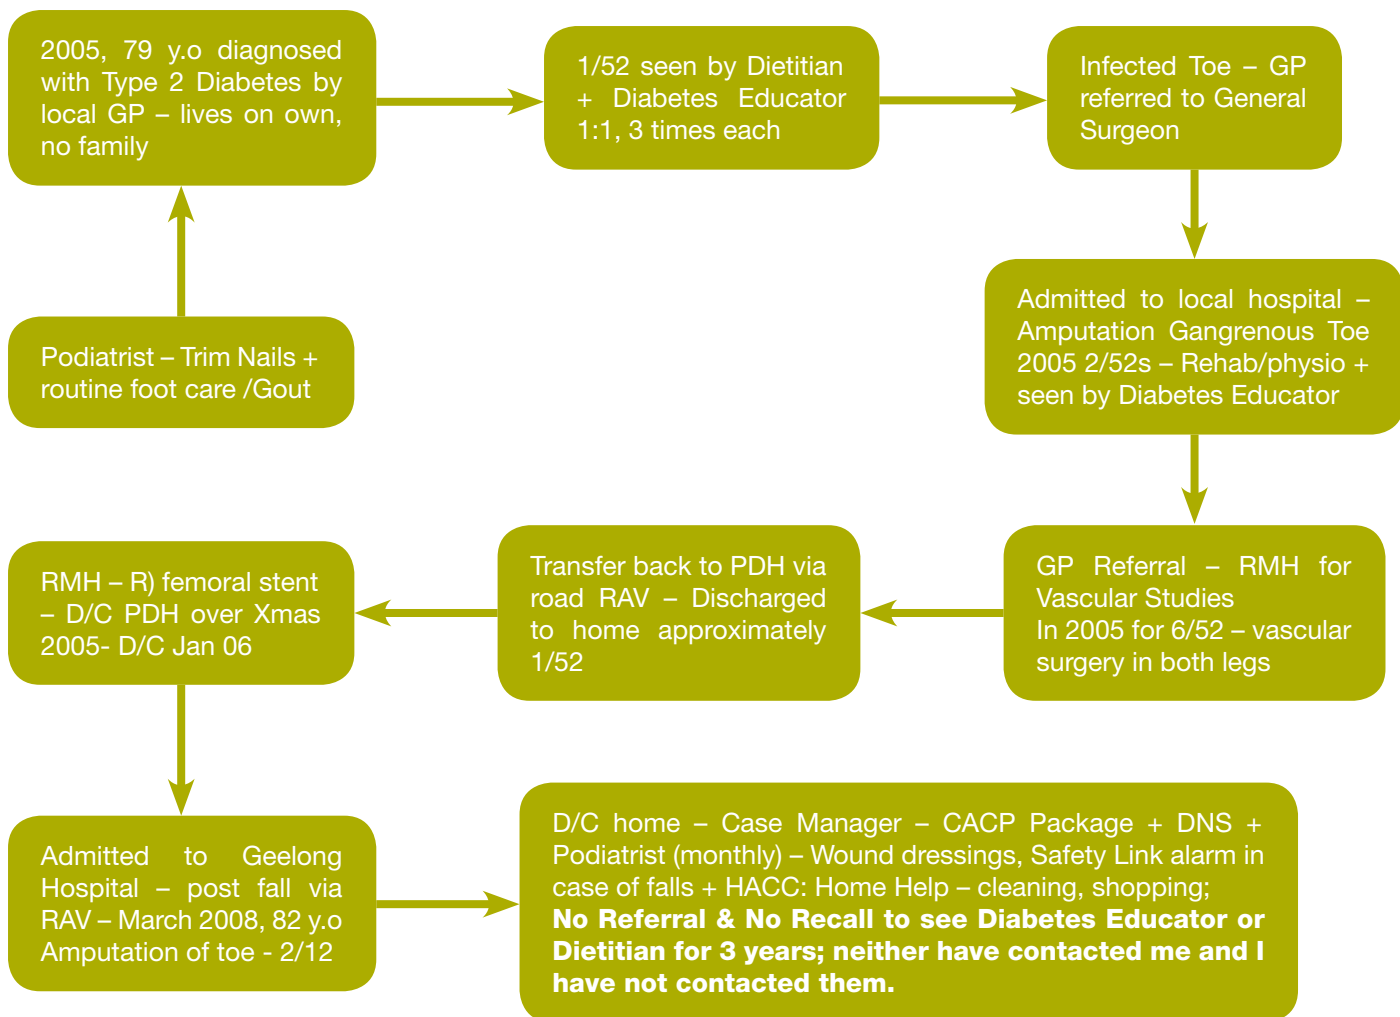 2005, 79 y.o diagnosed
with Type 2 Diabetes by
local GP – lives on own,
no family
1/52 seen by Dietitian
+ Diabetes Educator
1:1, 3 times each
Infected Toe – GP
referred to General
Surgeon
Podiatrist – Trim Nails +
routine foot care /Gout
Admitted to local hospital –
Amputation Gangrenous Toe
2005 2/52s – Rehab/physio +
seen by Diabetes Educator
RMH – R) femoral stent
– D/C PDH over Xmas
2005- D/C Jan 06
Transfer back to PDH via
road RAV – Discharged
to home approximately
1/52
GP Referral – RMH for
Vascular Studies
In 2005 for 6/52 – vascular
surgery in both legs
Admitted to Geelong
Hospital – post fall via
RAV – March 2008, 82 y.o
Amputation of toe - 2/12
D/C home – Case Manager – CACP Package + DNS +
Podiatrist (monthly) – Wound dressings, Safety Link alarm in
case of falls + HACC: Home Help – cleaning, shopping;
No Referral & No Recall to see Diabetes Educator or
Dietitian for 3 years; neither have contacted me and I
have not contacted them.